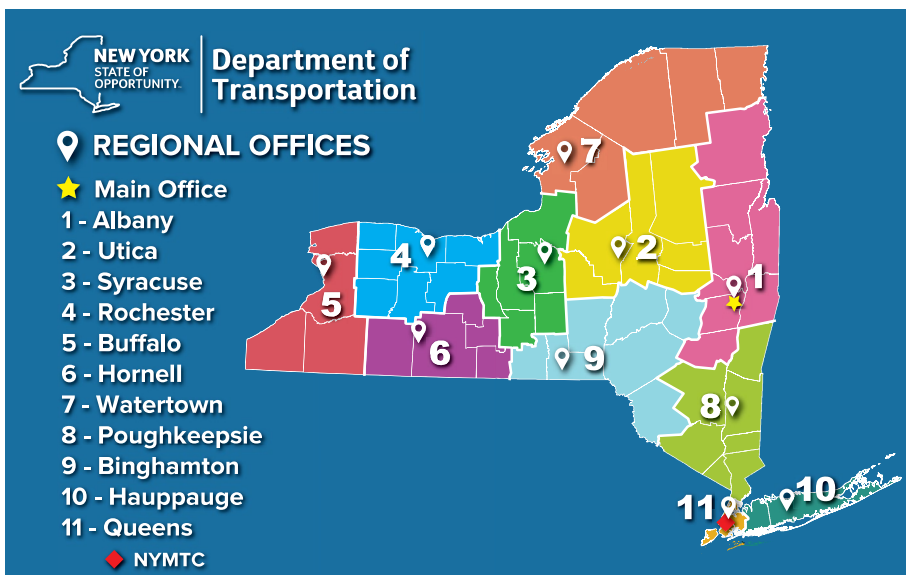 NEW YORK
STATE OF
OPPORTUNITY™
Department of
Transportation
REGIONAL OFFICES
Main Office
1 - Albany
2 - Utica
3 - Syracuse
4 - Rochester
5 - Buffalo
6 - Hornell
7 - Watertown
8 - Poughkeepsie
9 - Binghamton
10 - Hauppauge
11 - Queens
NYMTC
7
4
2
3
1
5
6
9
8
11
10